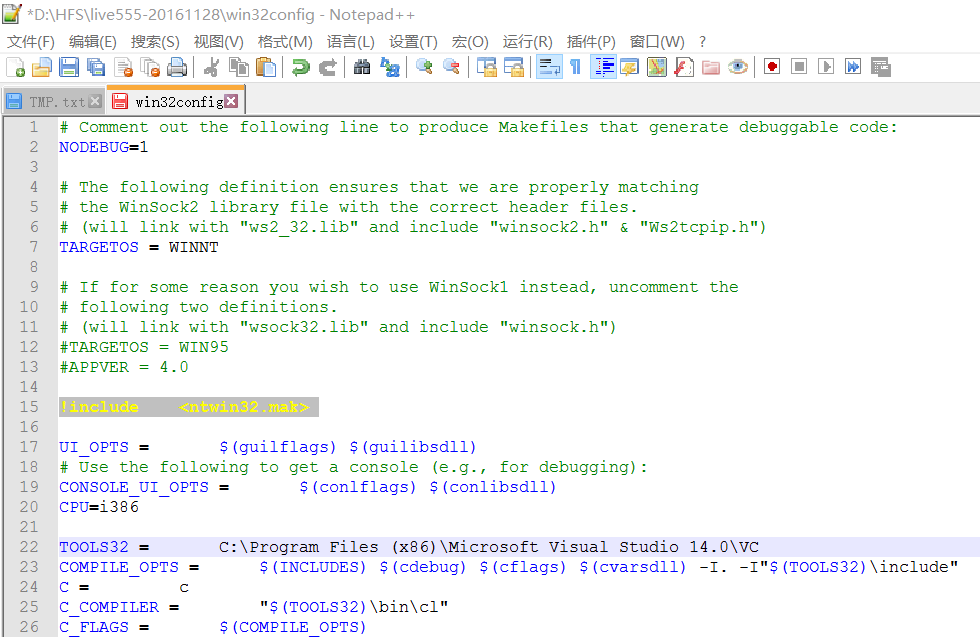 *D:\HFS\live555-20161128\win32config - Notepad++
文件(F) 编辑(E) 搜索(S) 视图(V) 格式(M) 语言(L) 设置(T) 宏(O) 运行(R) 插件(P) 窗口(W) ?
TMP.txt win32config
1 # Comment out the following line to produce Makefiles that generate debuggable code:
2 NODEBUG=1
3
4 # The following definition ensures that we are properly matching
5 # the WinSock2 library file with the correct header files.
6 # (will link with "ws2_32.lib" and include "winsock2.h" & "Ws2tcpip.h")
7 TARGETOS = WINNT
8
9 # If for some reason you wish to use WinSock1 instead, uncomment the
10 # following two definitions.
11 # (will link with "wsock32.lib" and include "winsock.h")
12 #TARGETOS = WIN95
13 #APPVER = 4.0
14
15 !include    <ntwin32.mak>
16
17 UI_OPTS =       $(guilflags) $(guilibsdll)
18 # Use the following to get a console (e.g., for debugging):
19 CONSOLE_UI_OPTS =       $(conlflags) $(conlibsdll)
20 CPU=i386
21
22 TOOLS32 =       C:\Program Files (x86)\Microsoft Visual Studio 14.0\VC
23 COMPILE_OPTS =      $(INCLUDES) $(cdebug) $(cflags) $(cvarsdll) -I. -I"$(TOOLS32)\include"
24 C =         c
25 C_COMPILER =        "$(TOOLS32)\bin\cl"
26 C_FLAGS =       $(COMPILE_OPTS)